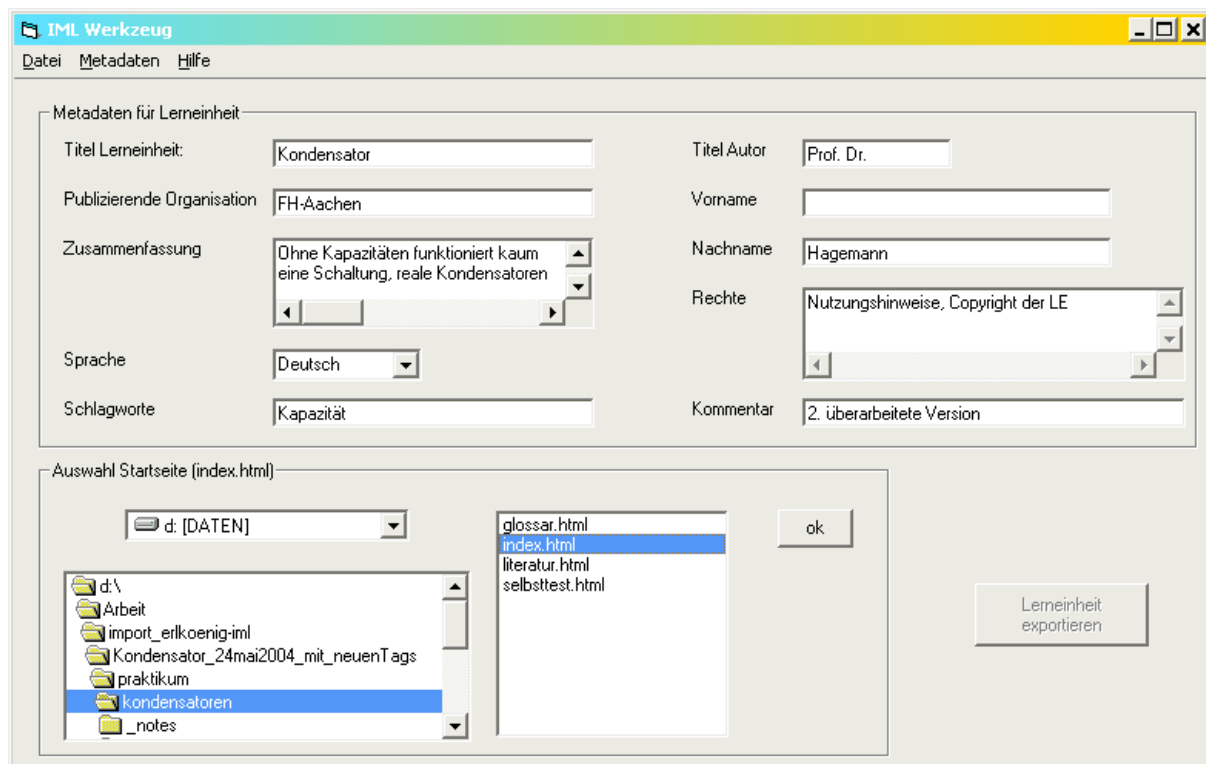 IML Werkzeug
Datei Metadaten Hilfe
Metadaten für Lerneinheit
Titel Lerneinheit: Kondensator
Titel Autor Prof. Dr.
Publizierende Organisation FH-Aachen
Vorname
Zusammenfassung Ohne Kapazitäten funktioniert kaum
eine Schaltung, reale Kondensatoren
Nachname Hagemann
Rechte Nutzungshinweise, Copyright der LE
Sprache Deutsch
Schlagworte Kapazität
Kommentar 2. überarbeitete Version
Auswahl Startseite (index.html)
d: [DATEN]
d:\
Arbeit
import_erlkoenig-iml
Kondensator_24mai2004_mit_neuenTags
praktikum
kondensatoren
_notes
glossar.html
index.html
literatur.html
selbsttest.html
ok
Lerneinheit
exportieren